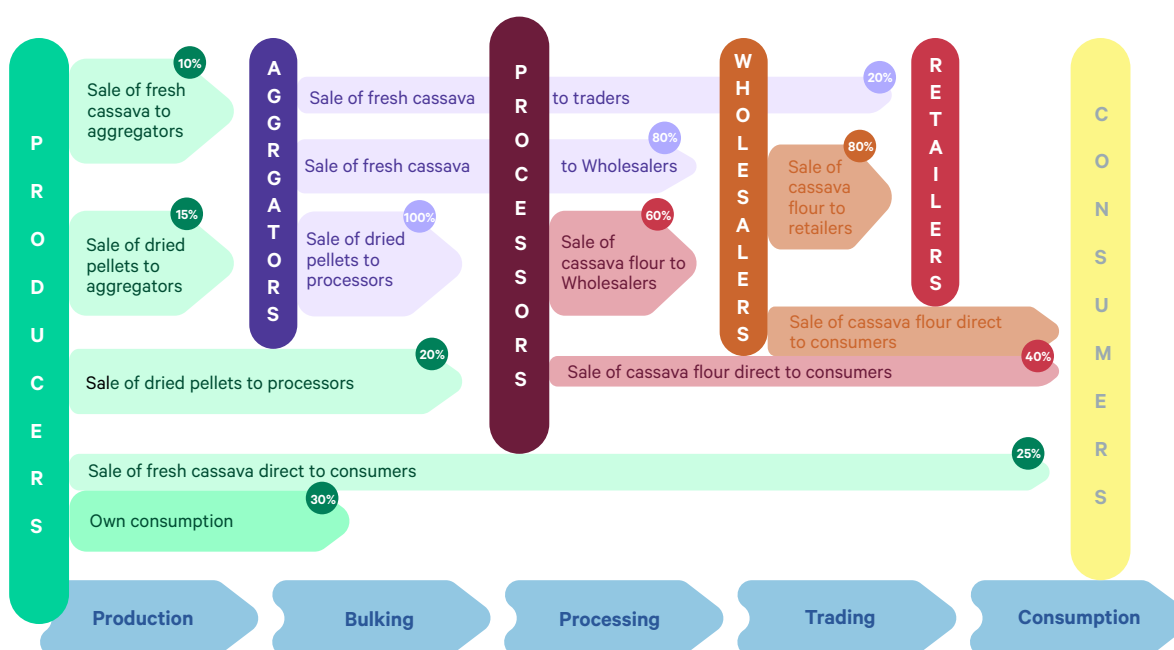 PRODUCERS
10%
Sale of fresh
cassava to
aggregators
15%
Sale of dried
pellets to
aggregators
20%
Sale of dried pellets to processors
25%
Sale of fresh cassava direct to consumers
30%
Own consumption
AGGRGATORS
20%
Sale of fresh cassava to traders
80%
Sale of fresh cassava to Wholesalers
100%
Sale of dried
pellets to
processors
PROCESSORS
60%
Sale of
cassava flour to
Wholesalers
40%
Sale of cassava flour direct to consumers
WHOLESALERS
80%
Sale of
cassava
flour to
retailers
Sale of cassava flour direct
to consumers
RETAILERS
CONSUMERS
Production
Bulking
Processing
Trading
Consumption